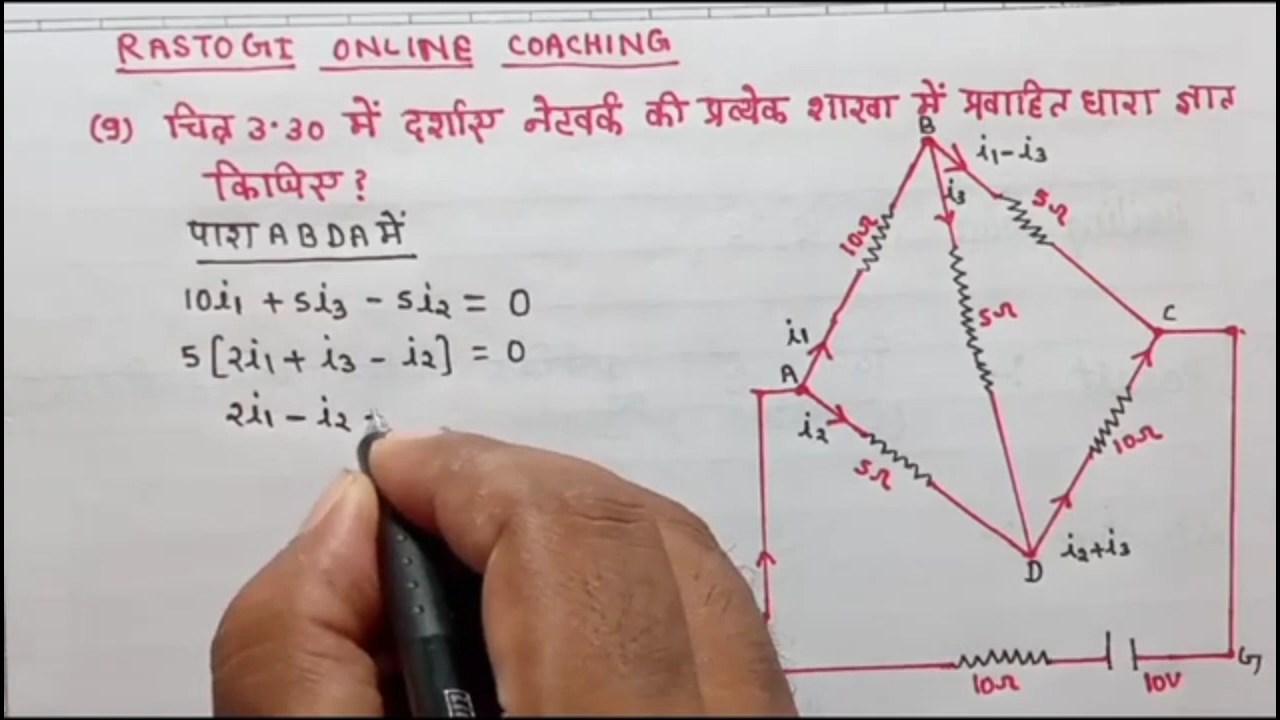 RASTOGI ONLINE COACHING
(9) चित्र 3.30 में दर्शाए नेटवर्क की प्रत्येक शाखा में प्रवाहित धारा ज्ञात
किजिए ?
पाश A B D A में
10i₁ + 5i₃ - 5i₂ = 0
5[2i₁ + i₃ - i₂] = 0
2i₁ - i₂
B
i₁-i₃
i₃
5Ω
10Ω
5Ω
C
i₁
A
i₂
5Ω
10Ω
i₂+i₃
D
10Ω
10V
G